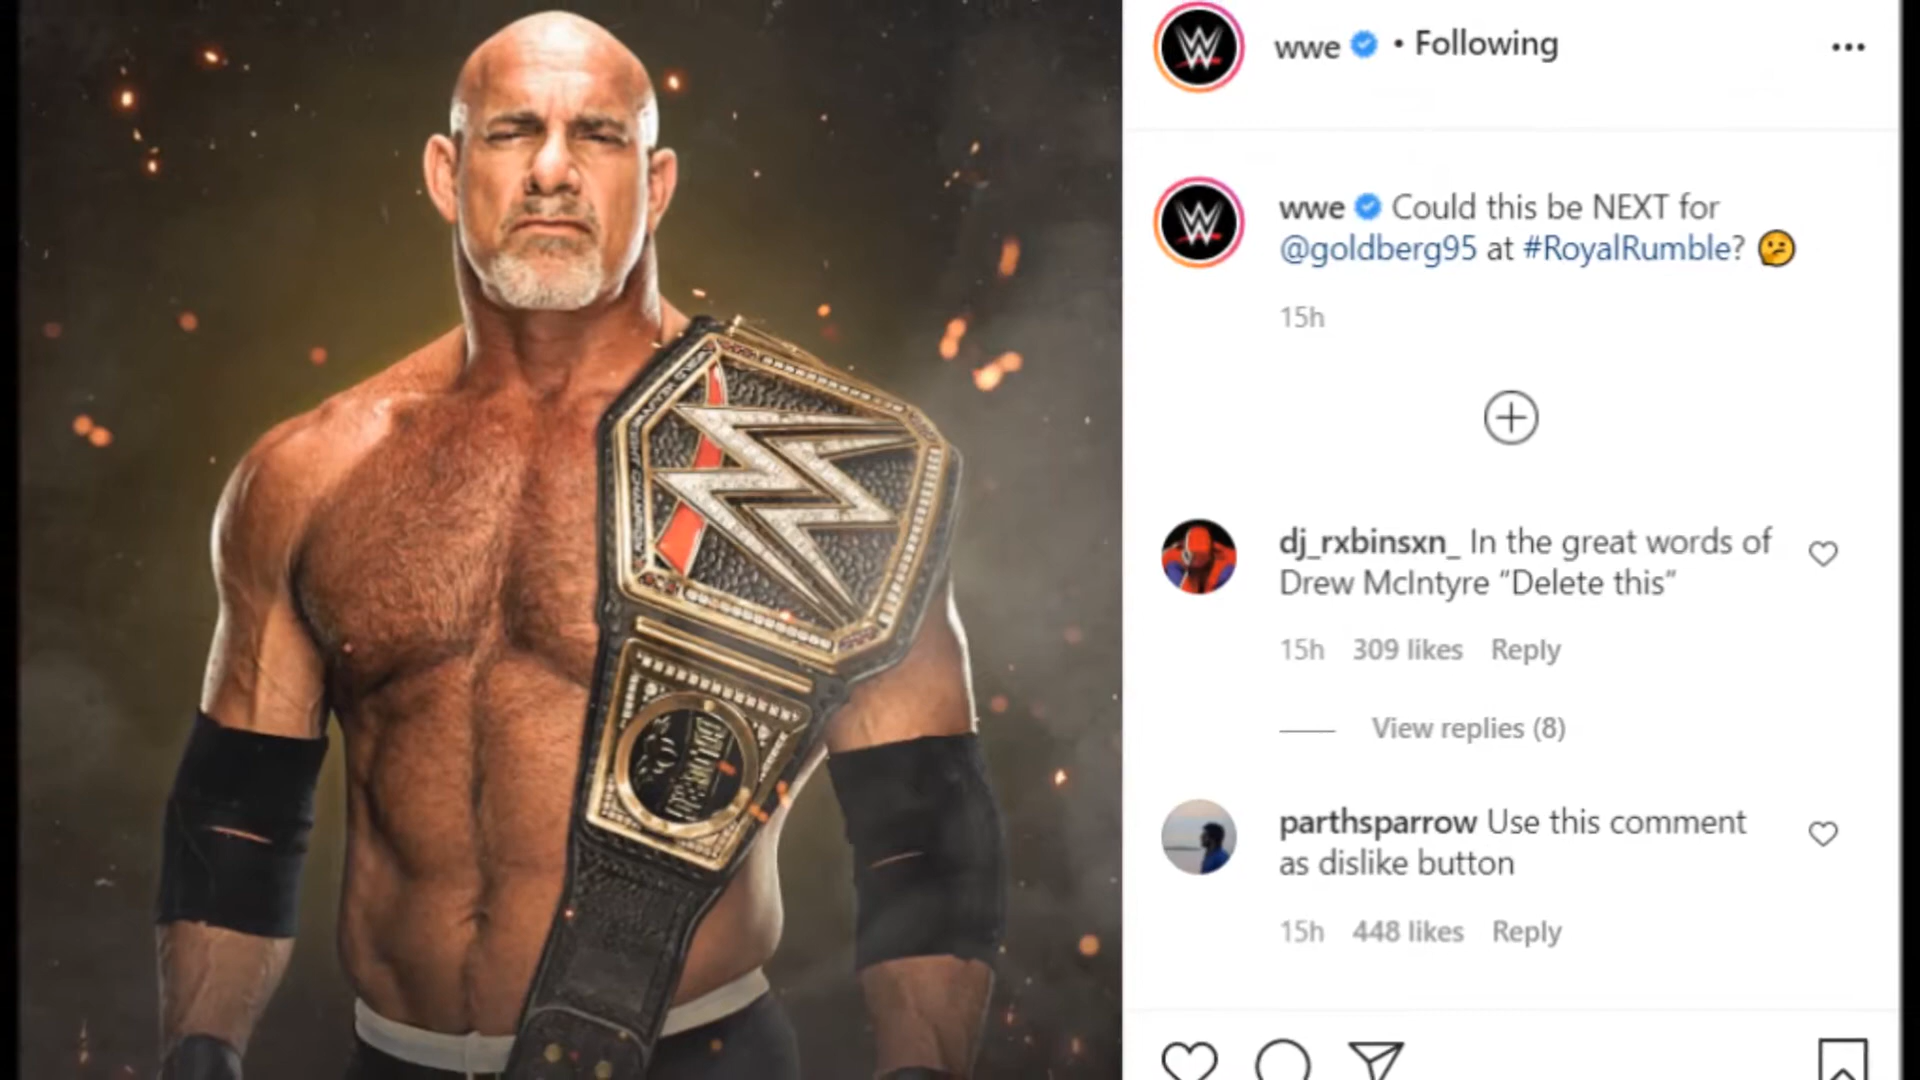 wwe • Following
wwe Could this be NEXT for
@goldberg95 at #RoyalRumble? 🫤
15h
dj_rxbinsxn_ In the great words of
Drew McIntyre “Delete this”
15h 309 likes Reply
View replies (8)
parthsparrow Use this comment
as dislike button
15h 448 likes Reply